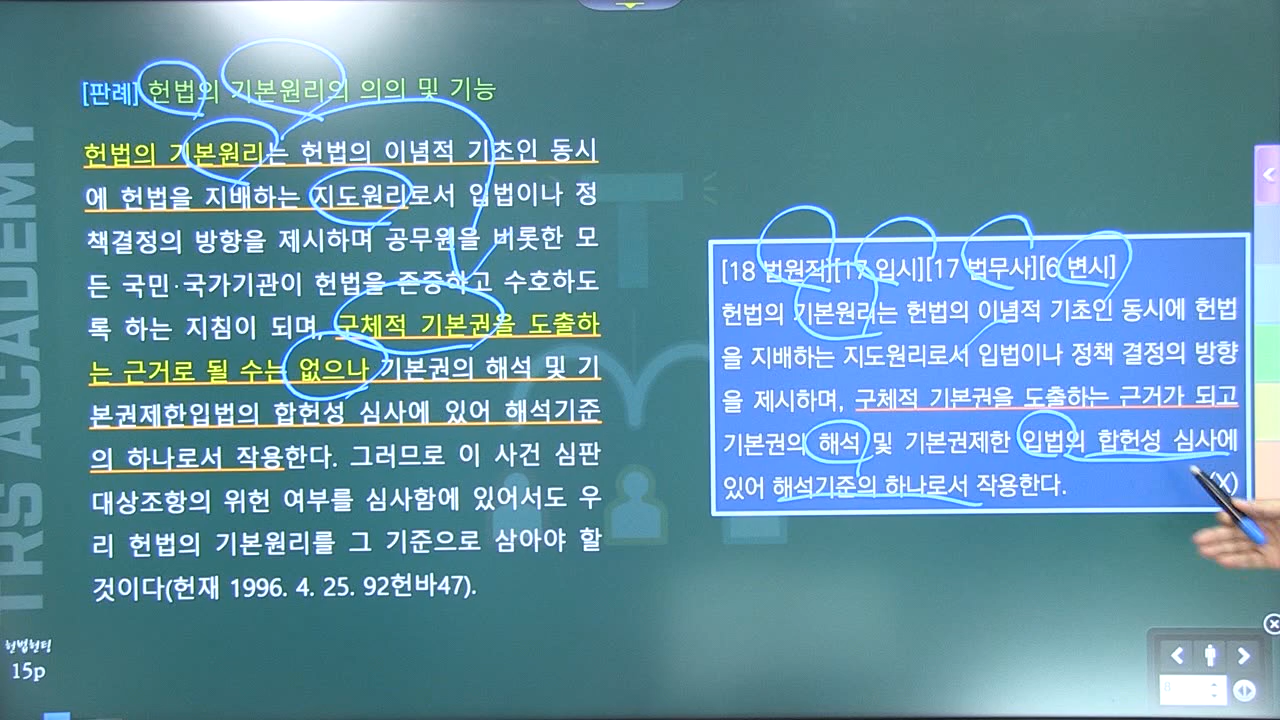 [판례] 헌법의 기본원리의 의의 및 기능
헌법의 기본원리는 헌법의 이념적 기초인 동시
에 헌법을 지배하는 지도원리로서 입법이나 정
책결정의 방향을 제시하며 공무원을 비롯한 모
든 국민·국가기관이 헌법을 존중하고 수호하도
록 하는 지침이 되며, 구체적 기본권을 도출하
는 근거로 될 수는 없으나 기본권의 해석 및 기
본권제한입법의 합헌성 심사에 있어 해석기준
의 하나로서 작용한다. 그러므로 이 사건 심판
대상조항의 위헌 여부를 심사함에 있어서도 우
리 헌법의 기본원리를 그 기준으로 삼아야 할
것이다(헌재 1996. 4. 25. 92헌바47).
[18 법원직][17 입시][17 법무사][6 변시]
헌법의 기본원리는 헌법의 이념적 기초인 동시에 헌법
을 지배하는 지도원리로서 입법이나 정책 결정의 방향
을 제시하며, 구체적 기본권을 도출하는 근거가 되고
기본권의 해석 및 기본권제한 입법의 합헌성 심사에
있어 해석기준의 하나로서 작용한다. (X)
TRS ACADEMY
헌법헌팅
15p